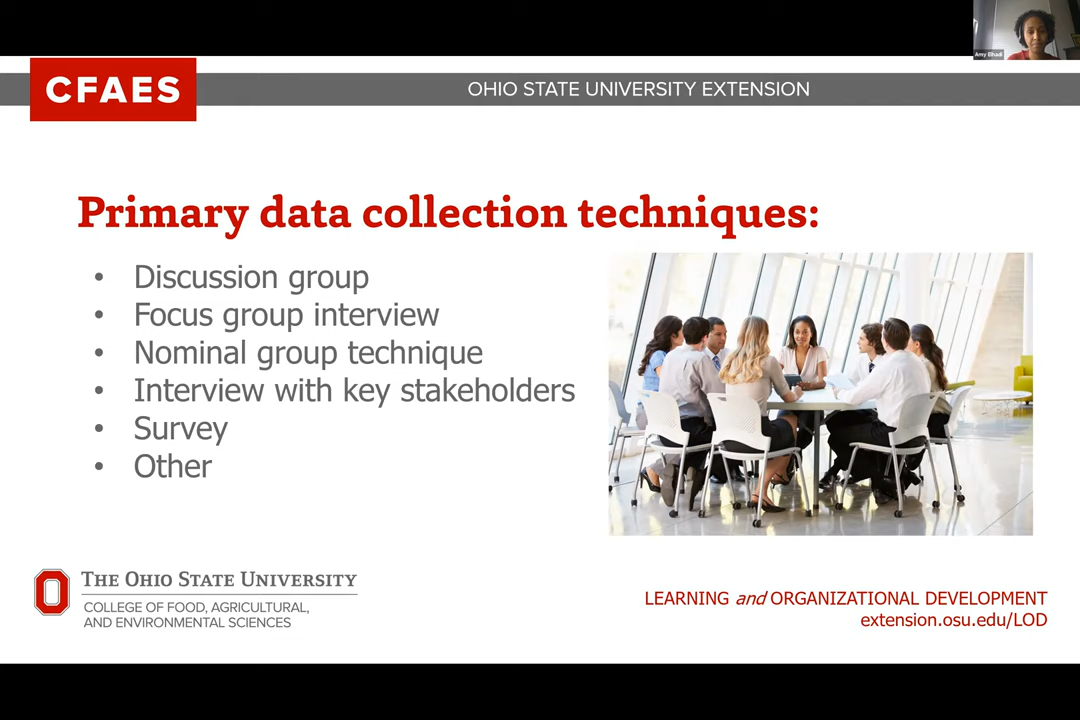 Amy Elhadi
CFAES
OHIO STATE UNIVERSITY EXTENSION
Primary data collection techniques:
• Discussion group
• Focus group interview
• Nominal group technique
• Interview with key stakeholders
• Survey
• Other
THE OHIO STATE UNIVERSITY
COLLEGE OF FOOD, AGRICULTURAL,
AND ENVIRONMENTAL SCIENCES
LEARNING and ORGANIZATIONAL DEVELOPMENT
extension.osu.edu/LOD